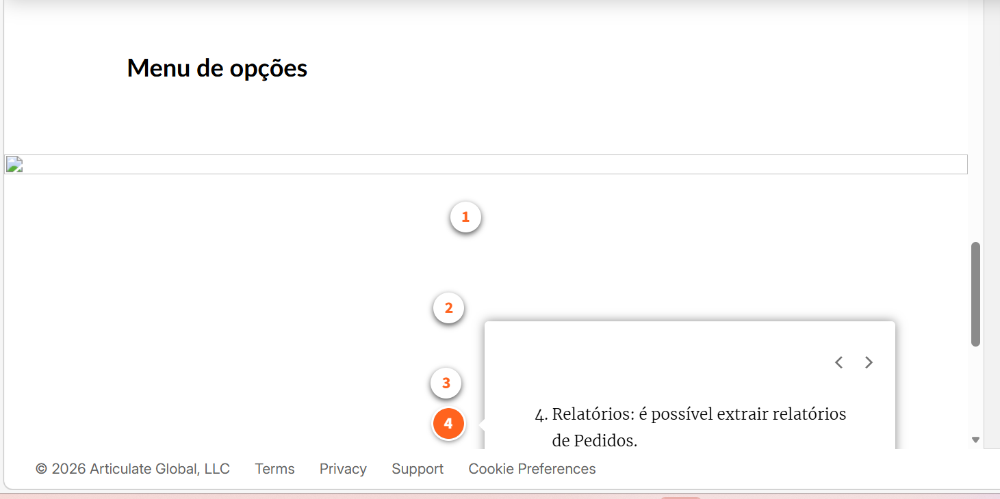 Menu de opções
1
2
3
4
4. Relatórios: é possível extrair relatórios
de Pedidos.
© 2026 Articulate Global, LLC Terms Privacy Support Cookie Preferences